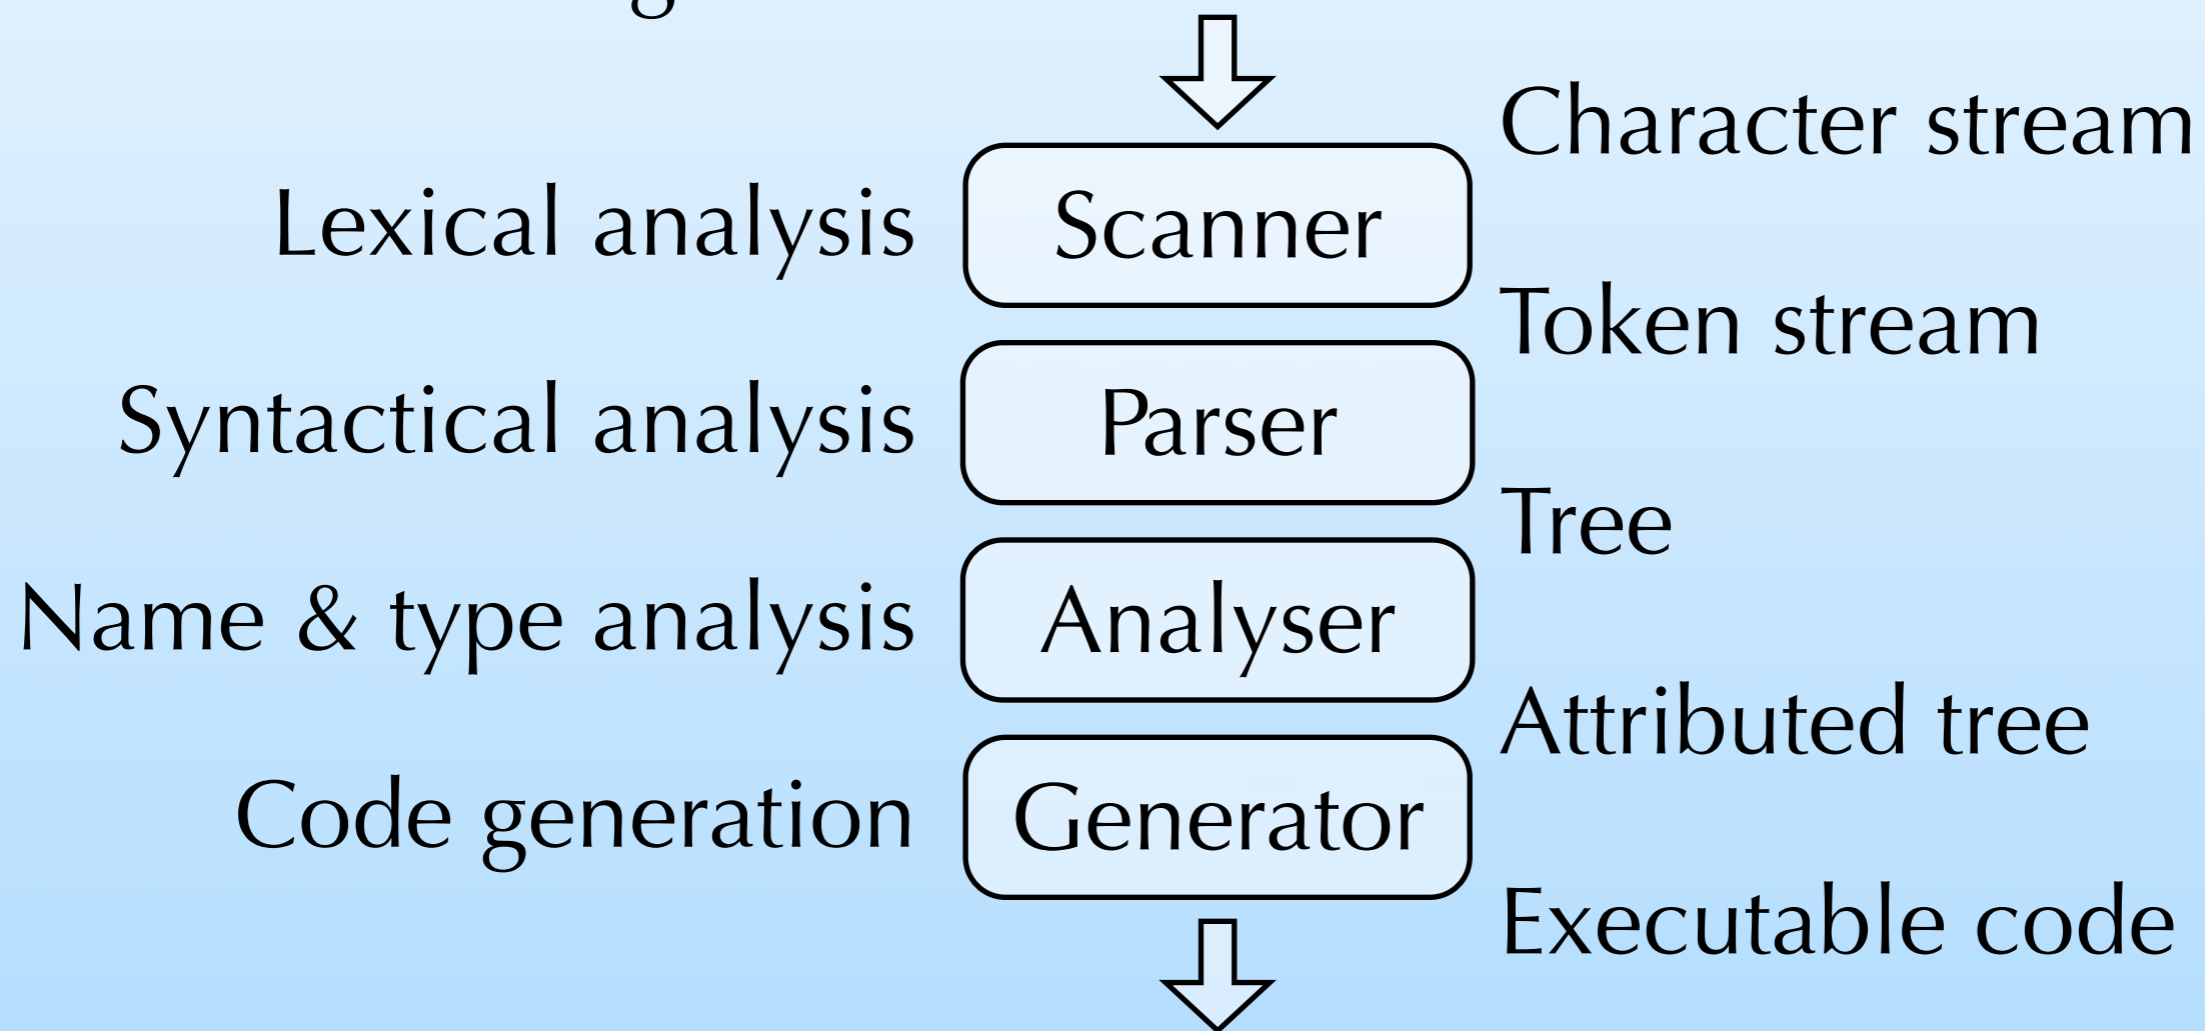 Character stream
Lexical analysis Scanner
Token stream
Syntactical analysis Parser
Tree
Name & type analysis Analyser
Attributed tree
Code generation Generator
Executable code